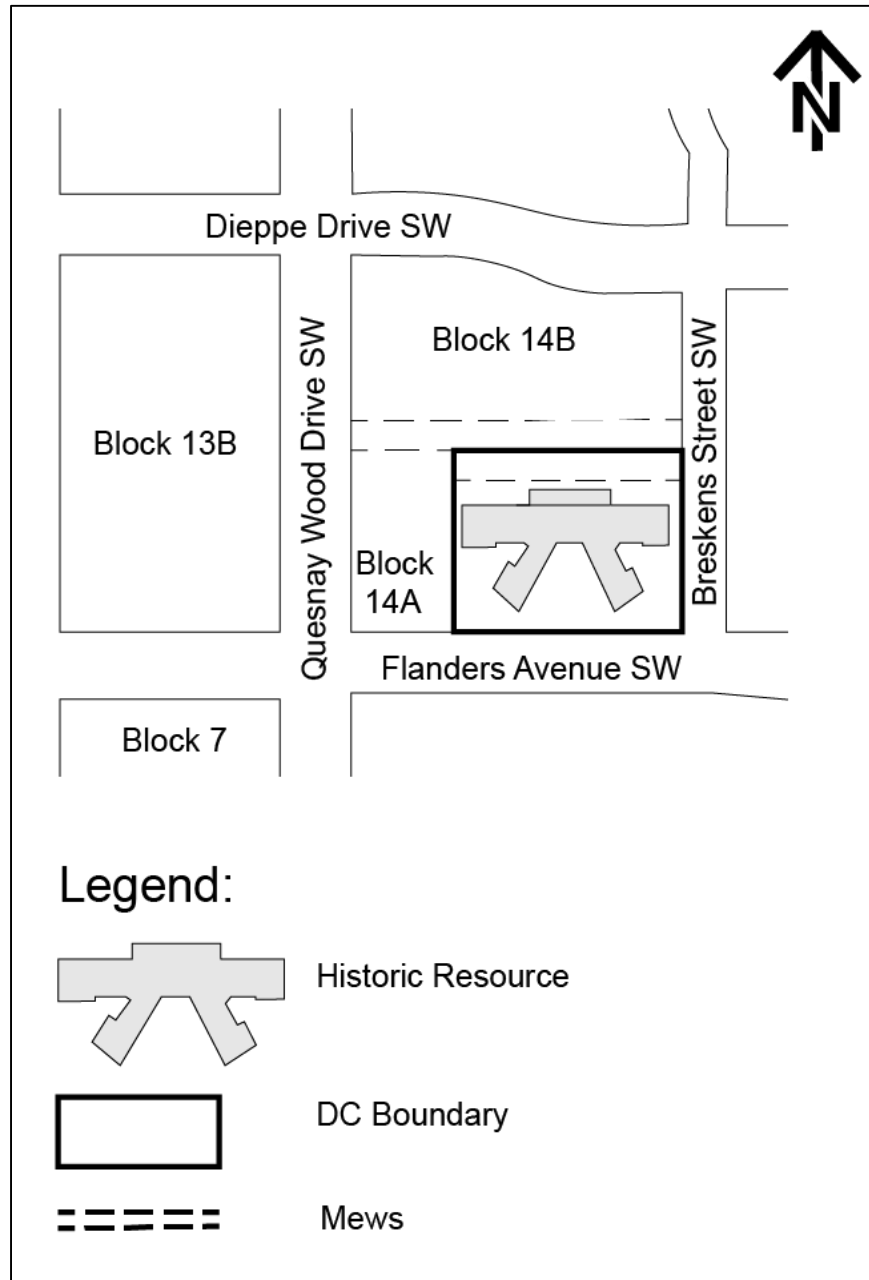 N
Dieppe Drive SW
Quesnay Wood Drive SW
Block 14B
Breskens Street SW
Block 13B
Block
14A
Flanders Avenue SW
Block 7
Legend:
Historic Resource
DC Boundary
Mews